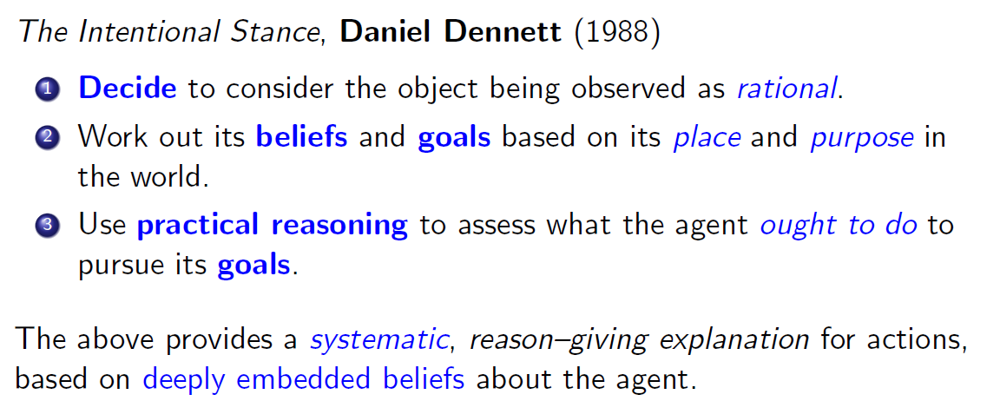 The Intentional Stance, Daniel Dennett (1988)
1 Decide to consider the object being observed as rational.
2 Work out its beliefs and goals based on its place and purpose in
the world.
3 Use practical reasoning to assess what the agent ought to do to
pursue its goals.
The above provides a systematic, reason–giving explanation for actions,
based on deeply embedded beliefs about the agent.